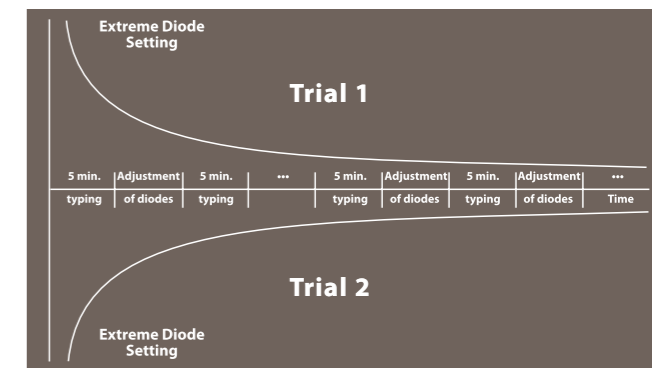 Extreme Diode
Setting
Trial 1
5 min. Adjustment 5 min. ••• 5 min. Adjustment 5 min. Adjustment •••
typing of diodes typing typing of diodes typing of diodes Time
Trial 2
Extreme Diode
Setting